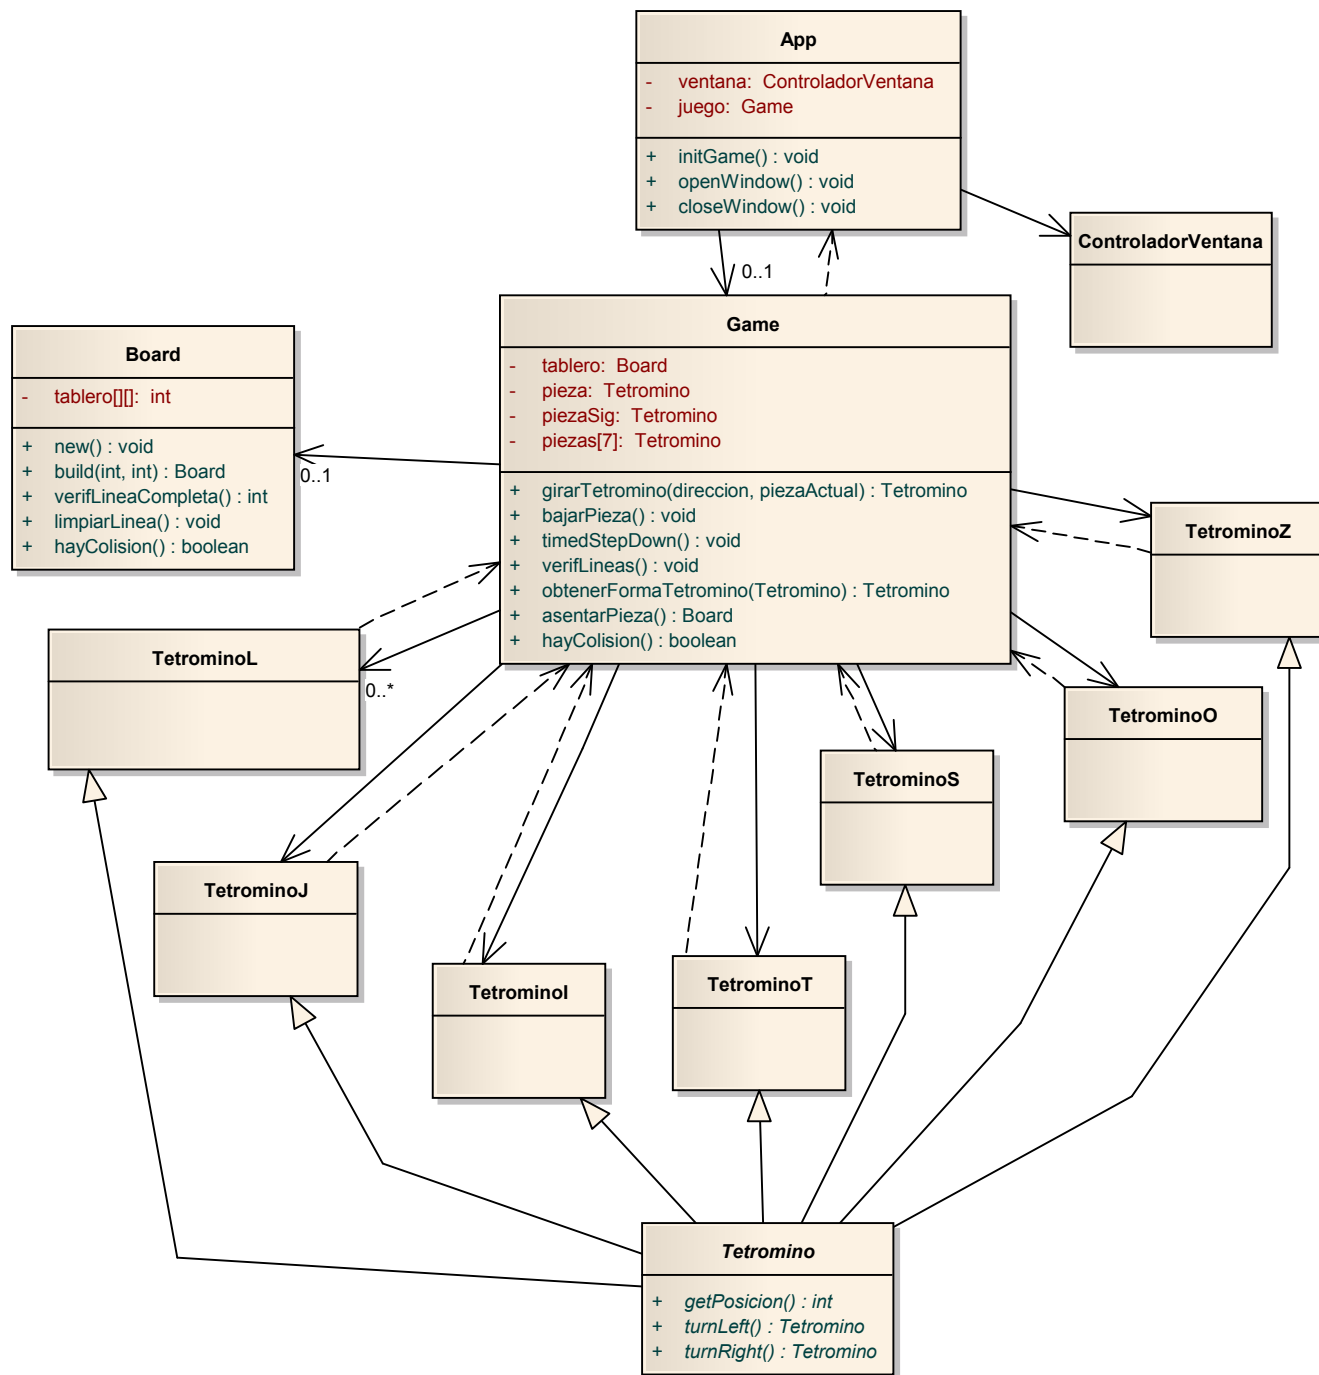 App
- ventana: ControladorVentana
- juego: Game
+ initGame() : void
+ openWindow() : void
+ closeWindow() : void
ControladorVentana
0..1
Game
- tablero: Board
- pieza: Tetromino
- piezaSig: Tetromino
- piezas[7]: Tetromino
+ girarTetromino(direccion, piezaActual) : Tetromino
+ bajarPieza() : void
+ timedStepDown() : void
+ verifLineas() : void
+ obtenerFormaTetromino(Tetromino) : Tetromino
+ asentarPieza() : Board
+ hayColision() : boolean
Board
- tablero[][]: int
+ new() : void
+ build(int, int) : Board
+ verifLineaCompleta() : int
+ limpiarLinea() : void
+ hayColision() : boolean
0..1
TetrominoZ
TetrominoL
0..*
TetrominoO
TetrominoS
TetrominoJ
TetrominoI
TetrominoT
Tetromino
+ getPosicion() : int
+ turnLeft() : Tetromino
+ turnRight() : Tetromino